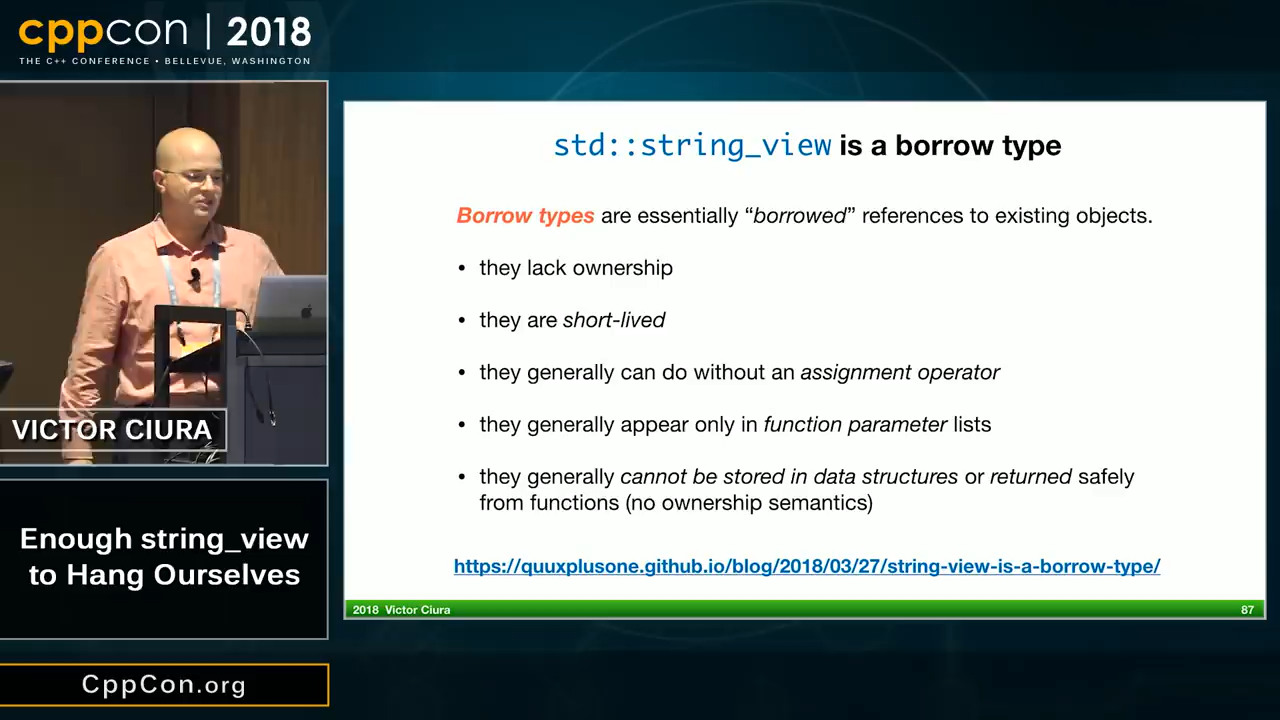 cppcon | 2018
THE C++ CONFERENCE • BELLEVUE, WASHINGTON
VICTOR CIURA
Enough string_view
to Hang Ourselves
CppCon.org
std::string_view is a borrow type
Borrow types are essentially “borrowed” references to existing objects.
• they lack ownership
• they are short-lived
• they generally can do without an assignment operator
• they generally appear only in function parameter lists
• they generally cannot be stored in data structures or returned safely
from functions (no ownership semantics)
https://quuxplusone.github.io/blog/2018/03/27/string-view-is-a-borrow-type/
2018 Victor Ciura
87